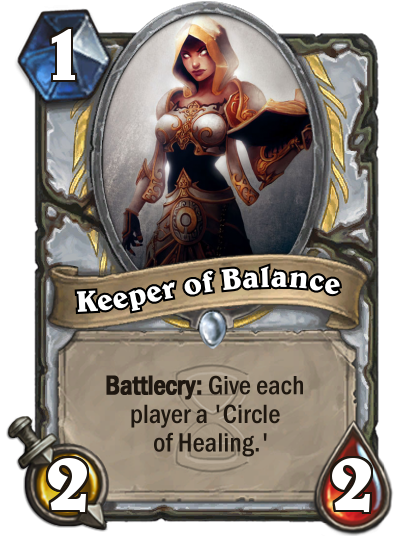 1
Keeper of Balance
Battlecry: Give each
player a 'Circle
of Healing.'
2 2